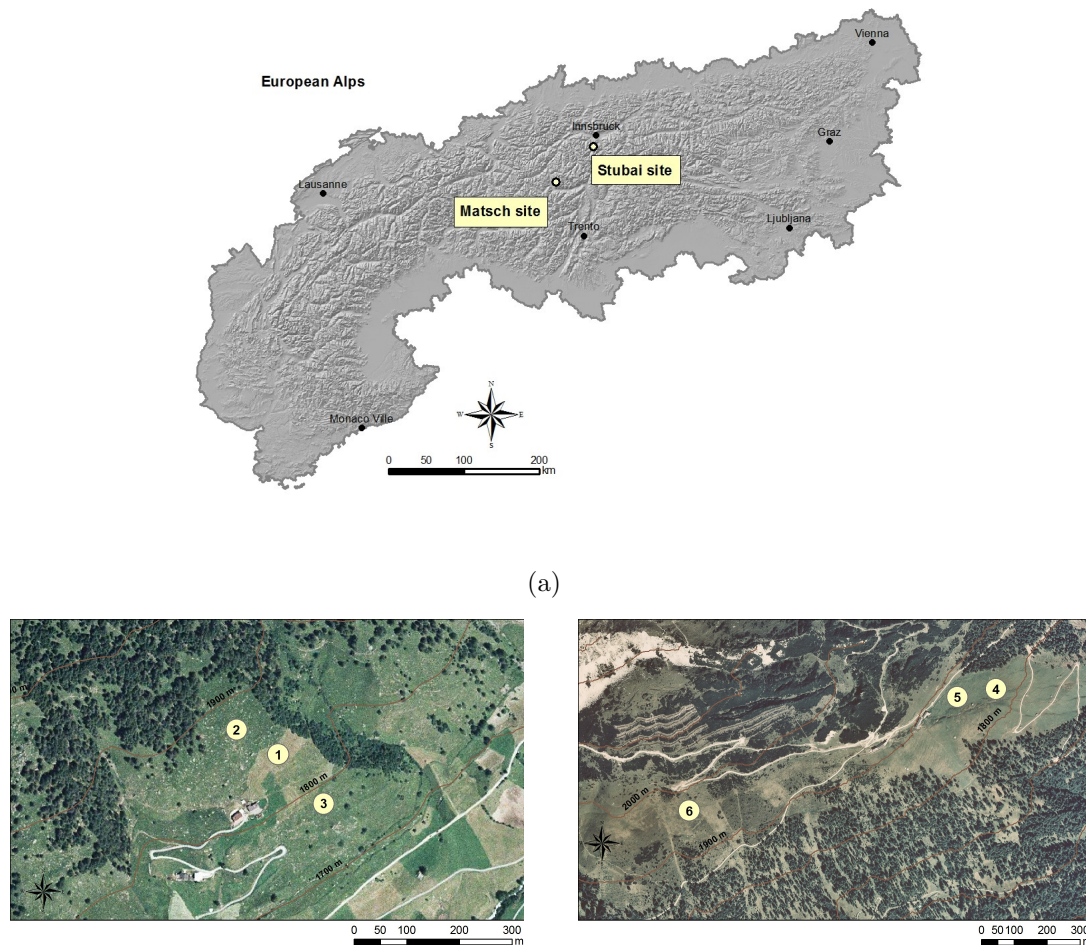 Vienna
European Alps
Innsbruck
Graz
Stubai site
Lausanne
Matsch site
Ljubljana
Trento
N
W E
S
Monaco Ville
0 50 100 200
km
(a)
1900 m
2
1
1800 m
3
1700 m
0 50 100 200 300
m
5 4
1800 m
2000 m
6
1900 m
0 50 100 200 300